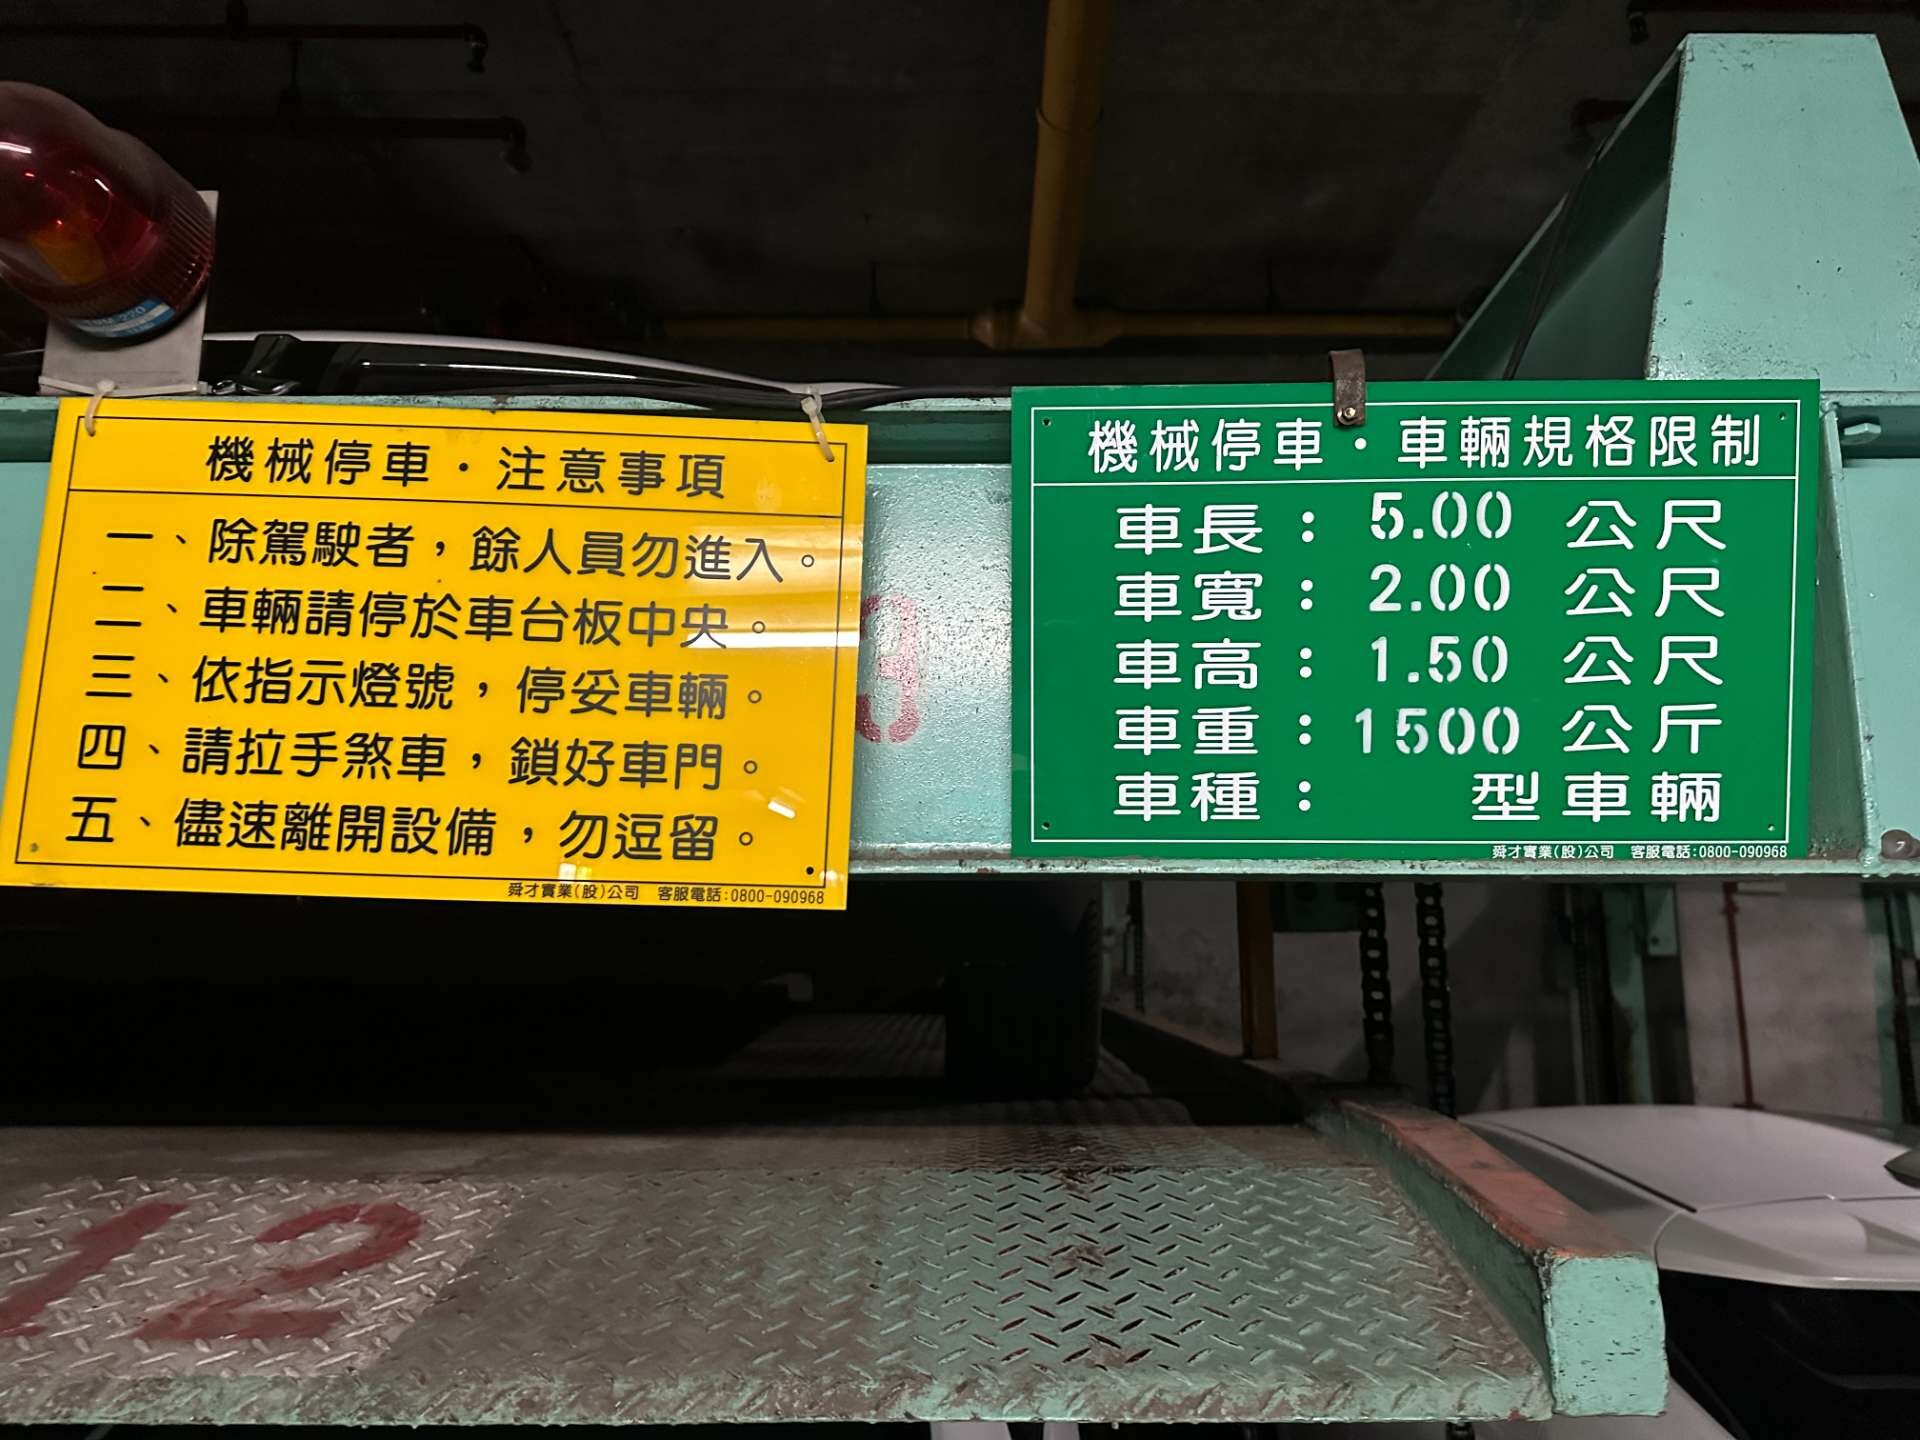 機械停車・注意事項
一、除駕駛者，餘人員勿進入。
二、車輛請停於車台板中央。
三、依指示燈號，停妥車輛。
四、請拉手煞車，鎖好車門。
五、儘速離開設備，勿逗留。
舜才實業(股)公司 客服電話:0800-090968
機械停車・車輛規格限制
車長：5.00 公尺
車寬：2.00 公尺
車高：1.50 公尺
車重：1500 公斤
車種： 型車輛
舜才實業(股)公司 客服電話:0800-090968
12